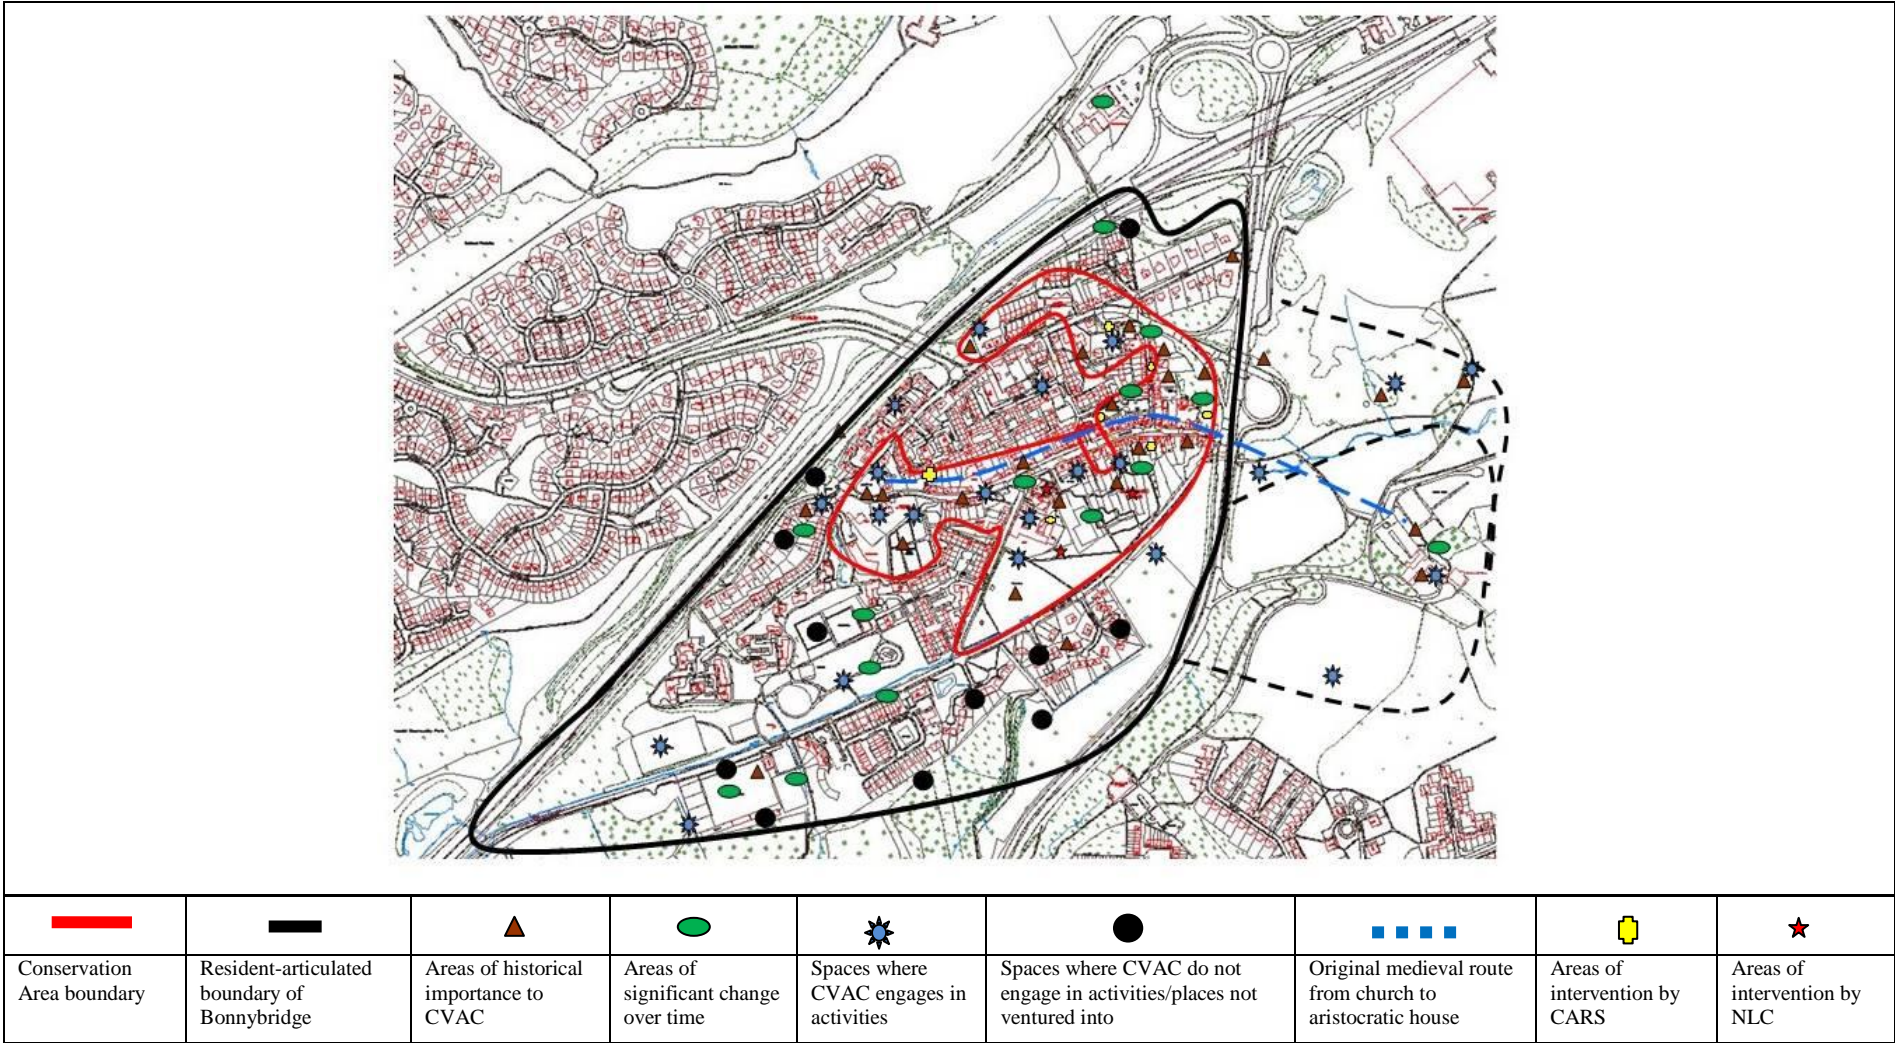 Conservation
Area boundary
Resident-articulated
boundary of
Bonnybridge
Areas of historical
importance to
CVAC
Areas of
significant change
over time
Spaces where
CVAC engages in
activities
Spaces where CVAC do not
engage in activities/places not
ventured into
Original medieval route
from church to
aristocratic house
Areas of
intervention by
CARS
Areas of
intervention by
NLC